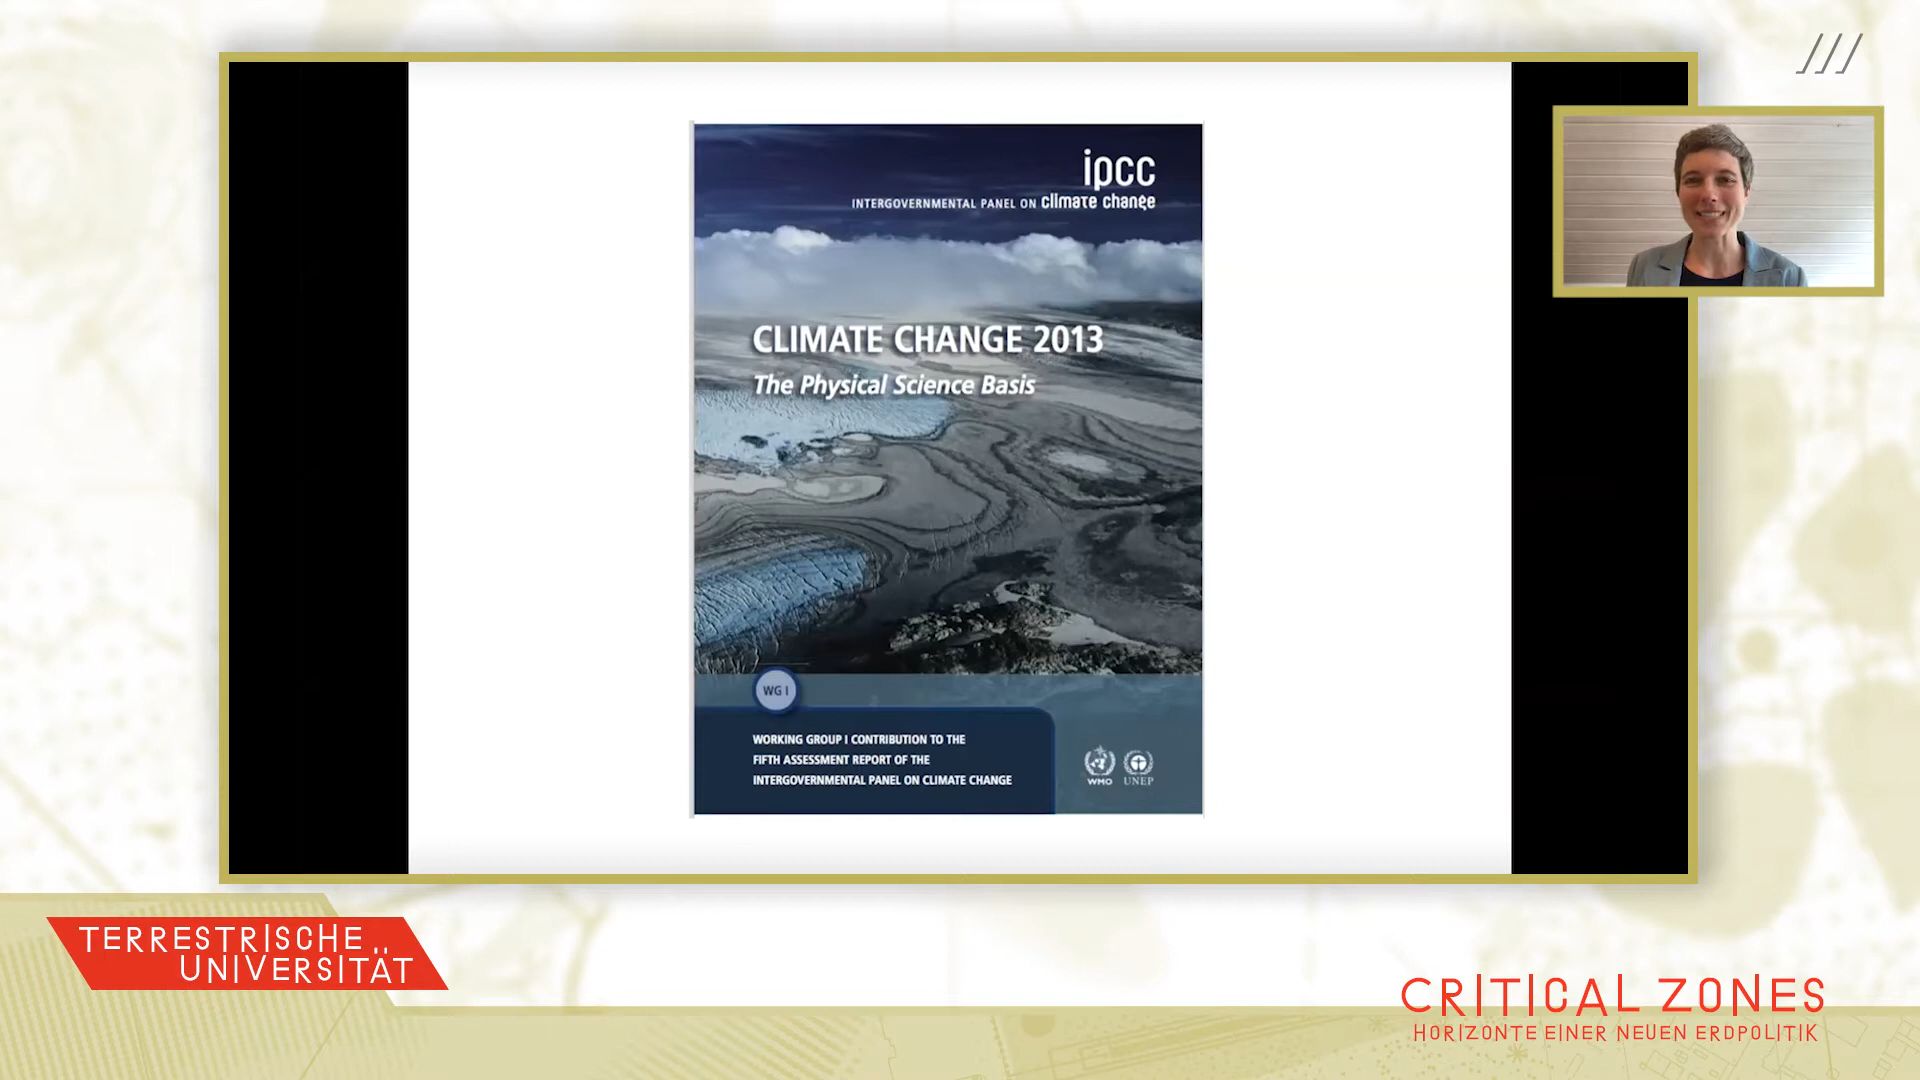 ipcc
INTERGOVERNMENTAL PANEL ON climate change
CLIMATE CHANGE 2013
The Physical Science Basis
WG I
WORKING GROUP I CONTRIBUTION TO THE
FIFTH ASSESSMENT REPORT OF THE
INTERGOVERNMENTAL PANEL ON CLIMATE CHANGE
WMO
UNEP
TERRESTRISCHE
UNIVERSITÄT
CRITICAL ZONES
HORIZONTE EINER NEUEN ERDPOLITIK